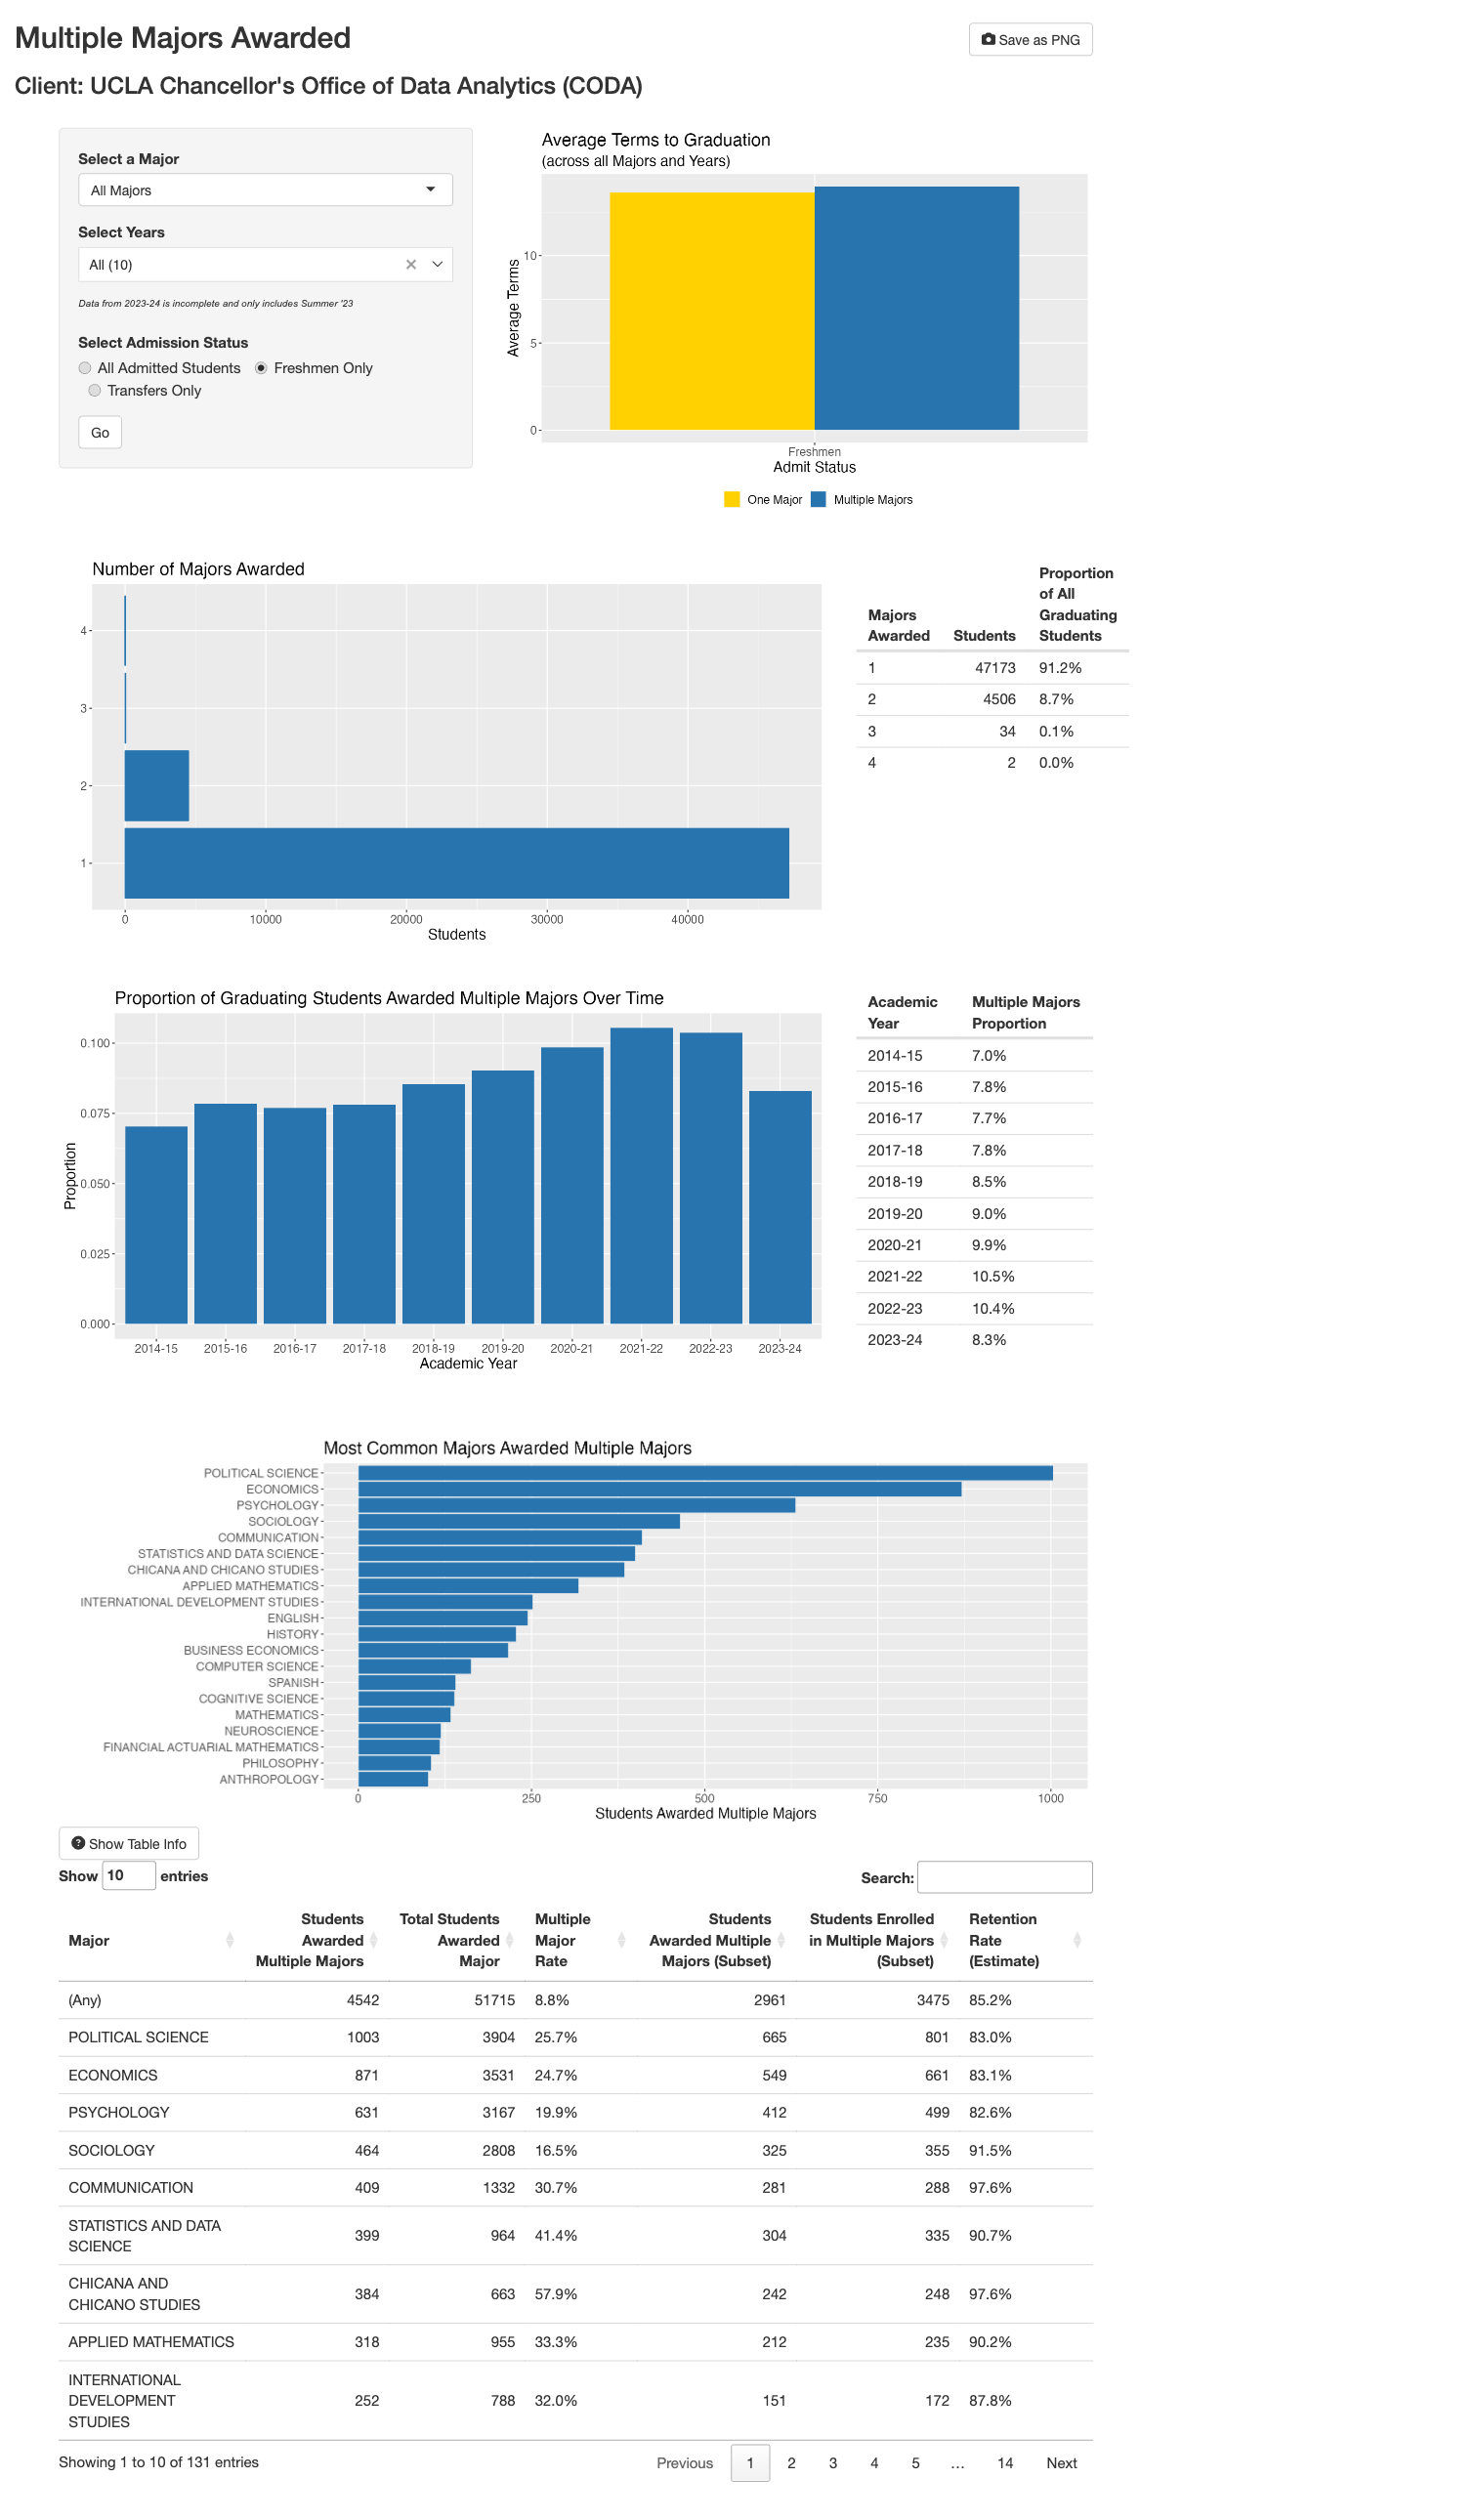 Multiple Majors Awarded
Save as PNG
Client: UCLA Chancellor's Office of Data Analytics (CODA)
Select a Major
All Majors
Select Years
All (10)
Data from 2023-24 is incomplete and only includes Summer '23
Select Admission Status
All Admitted Students Freshmen Only
Transfers Only
Go
Average Terms to Graduation
(across all Majors and Years)
Average Terms
10
5
0
Freshmen
Admit Status
One Major Multiple Majors
Number of Majors Awarded
4
3
2
1
0 10000 20000 30000 40000
Students
Majors Awarded Students Proportion of All Graduating Students
1 47173 91.2%
2 4506 8.7%
3 34 0.1%
4 2 0.0%
Proportion of Graduating Students Awarded Multiple Majors Over Time
Proportion
0.100
0.075
0.050
0.025
0.000
2014-15 2015-16 2016-17 2017-18 2018-19 2019-20 2020-21 2021-22 2022-23 2023-24
Academic Year
Academic Year Multiple Majors Proportion
2014-15 7.0%
2015-16 7.8%
2016-17 7.7%
2017-18 7.8%
2018-19 8.5%
2019-20 9.0%
2020-21 9.9%
2021-22 10.5%
2022-23 10.4%
2023-24 8.3%
Most Common Majors Awarded Multiple Majors
POLITICAL SCIENCE
ECONOMICS
PSYCHOLOGY
SOCIOLOGY
COMMUNICATION
STATISTICS AND DATA SCIENCE
CHICANA AND CHICANO STUDIES
APPLIED MATHEMATICS
INTERNATIONAL DEVELOPMENT STUDIES
ENGLISH
HISTORY
BUSINESS ECONOMICS
COMPUTER SCIENCE
SPANISH
COGNITIVE SCIENCE
MATHEMATICS
NEUROSCIENCE
FINANCIAL ACTUARIAL MATHEMATICS
PHILOSOPHY
ANTHROPOLOGY
0 250 500 750 1000
Students Awarded Multiple Majors
Show Table Info
Show 10 entries
Search:
Major Students Awarded Multiple Majors Total Students Awarded Major Multiple Major Rate Students Awarded Multiple Majors (Subset) Students Enrolled in Multiple Majors (Subset) Retention Rate (Estimate)
(Any) 4542 51715 8.8% 2961 3475 85.2%
POLITICAL SCIENCE 1003 3904 25.7% 665 801 83.0%
ECONOMICS 871 3531 24.7% 549 661 83.1%
PSYCHOLOGY 631 3167 19.9% 412 499 82.6%
SOCIOLOGY 464 2808 16.5% 325 355 91.5%
COMMUNICATION 409 1332 30.7% 281 288 97.6%
STATISTICS AND DATA SCIENCE 399 964 41.4% 304 335 90.7%
CHICANA AND CHICANO STUDIES 384 663 57.9% 242 248 97.6%
APPLIED MATHEMATICS 318 955 33.3% 212 235 90.2%
INTERNATIONAL DEVELOPMENT STUDIES 252 788 32.0% 151 172 87.8%
Showing 1 to 10 of 131 entries
Previous 1 2 3 4 5 … 14 Next